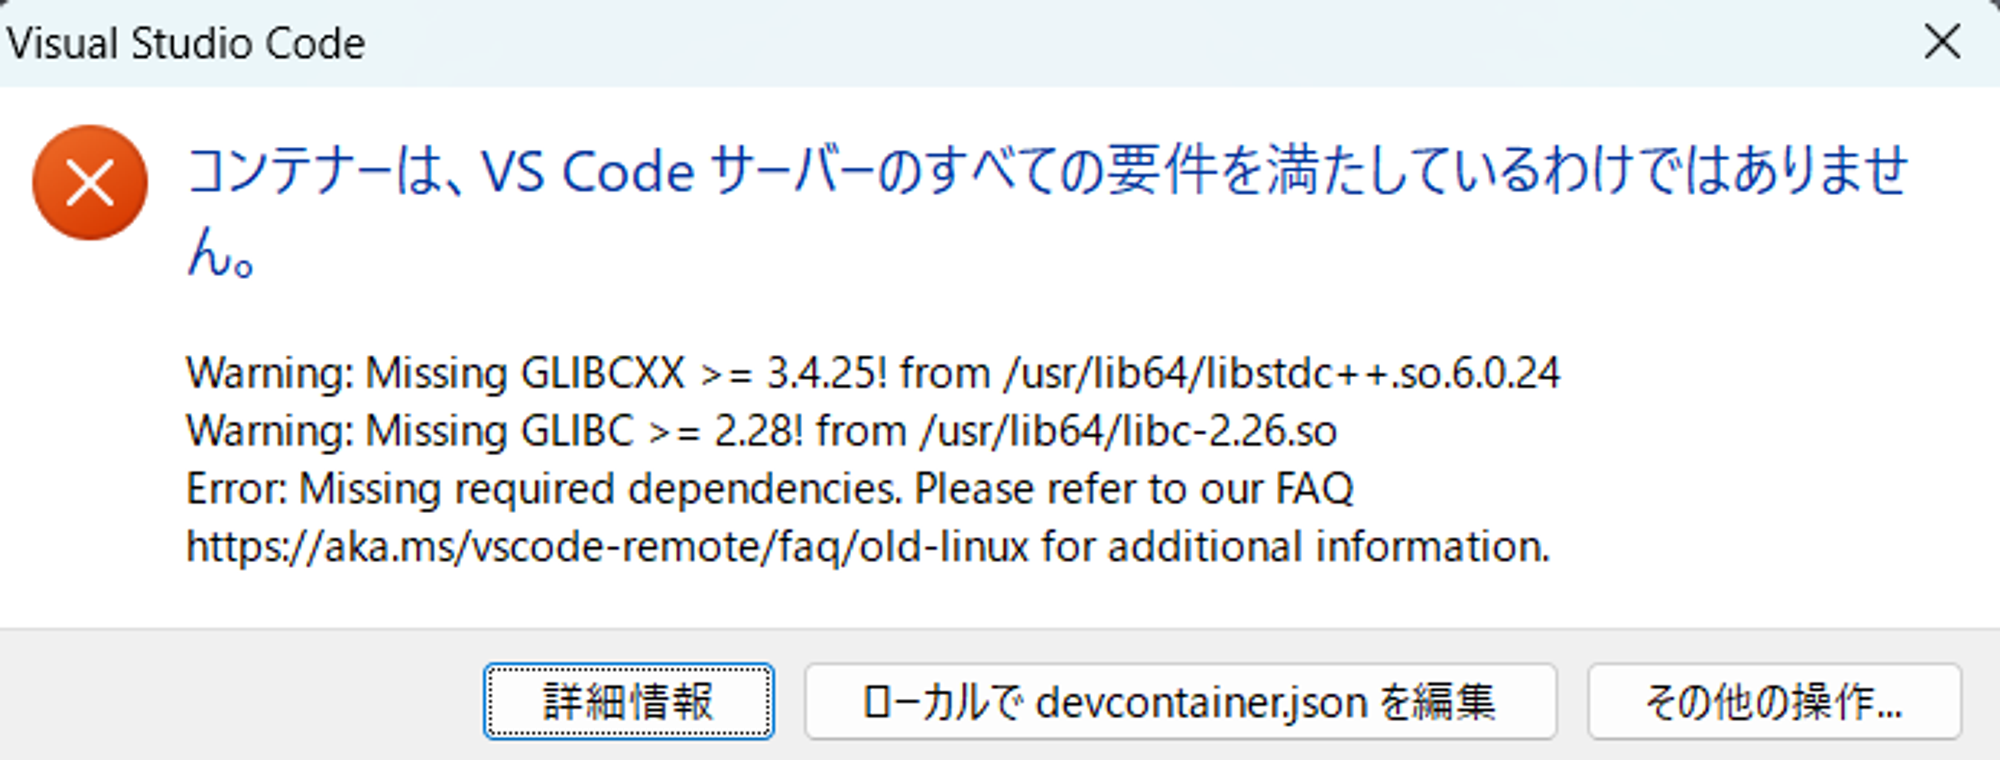 Visual Studio Code
コンテナーは、VS Code サーバーのすべての要件を満たしているわけではありませ
ん。
Warning: Missing GLIBCXX >= 3.4.25! from /usr/lib64/libstdc++.so.6.0.24
Warning: Missing GLIBC >= 2.28! from /usr/lib64/libc-2.26.so
Error: Missing required dependencies. Please refer to our FAQ
https://aka.ms/vscode-remote/faq/old-linux for additional information.
詳細情報
ローカルで devcontainer.json を編集
その他の操作...